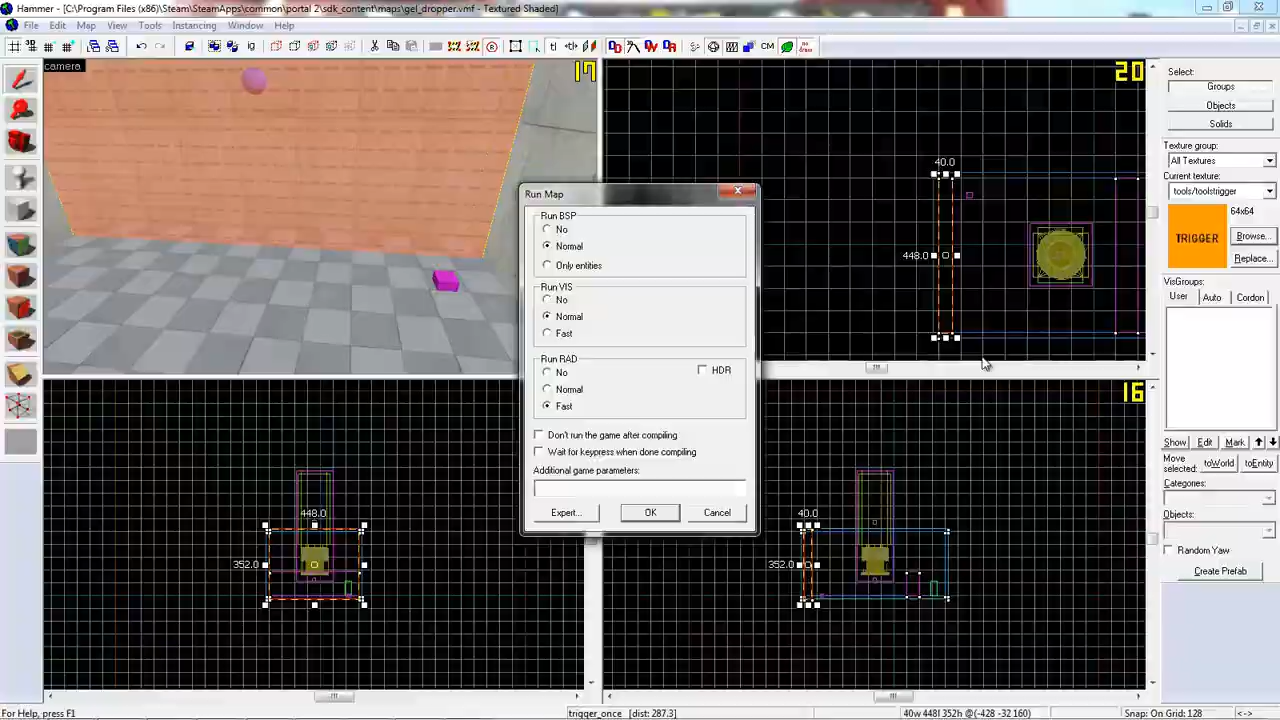 Hammer - [C:\Program Files (x86)\Steam\SteamApps\common\portal 2\sdk_content\maps\gel_dropper.vmf - Textured Shaded]
File Edit Map View Tools Instancing Window Help
camera
17
20
40.0
448.0
Select:
Groups
Objects
Solids
Texture group:
All Textures
Current texture:
tools/toolstrigger
TRIGGER
64x64
Browse...
Replace...
VisGroups:
User Auto Cordon
Run Map
Run BSP
No
Normal
Only entities
Run VIS
No
Normal
Fast
Run RAD
No
HDR
Normal
Fast
Don't run the game after compiling
Wait for keypress when done compiling
Additional game parameters:
Expert...
OK
Cancel
16
448.0
352.0
40.0
352.0
Show Edit Mark
Move selected:
toWorld
toEntity
Categories:
Objects:
Random Yaw
Create Prefab
For Help, press F1
trigger_once [dist: 287.3]
40w 448l 352h @(-428 -32 160)
Snap: On Grid: 128
<->